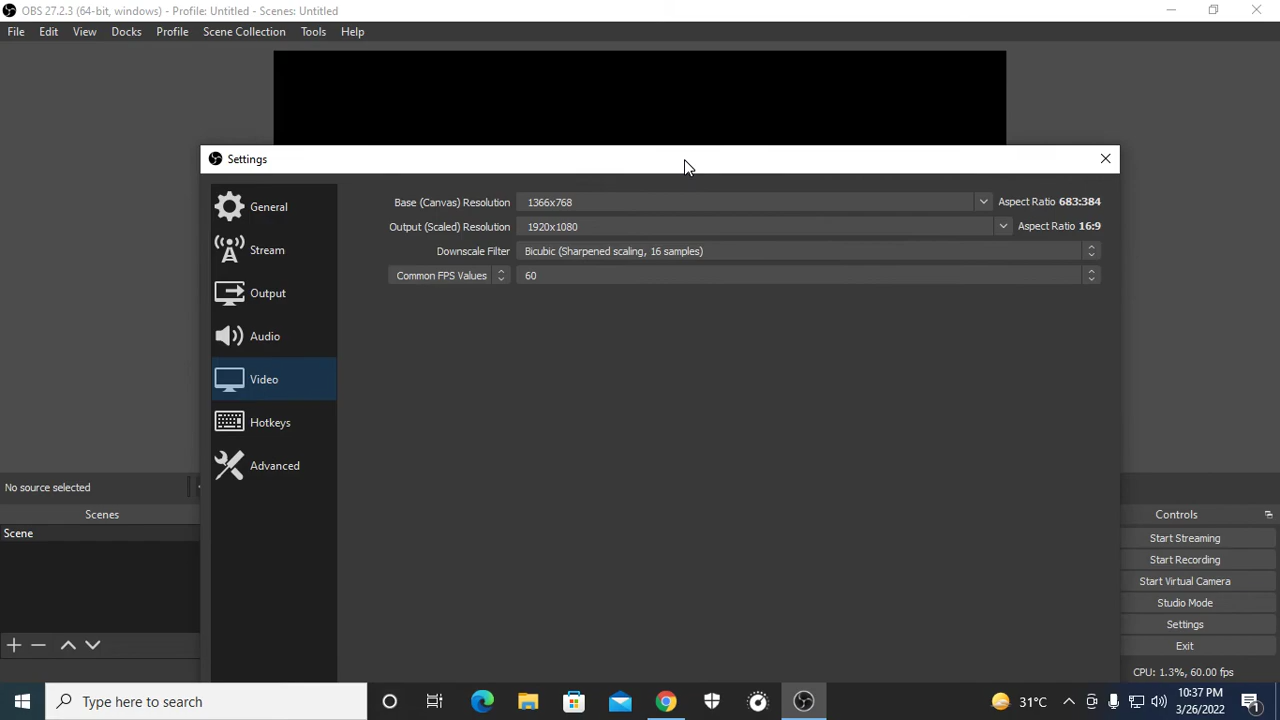 OBS 27.2.3 (64-bit, windows) - Profile: Untitled - Scenes: Untitled
File Edit View Docks Profile Scene Collection Tools Help
Settings
General
Stream
Output
Audio
Video
Hotkeys
Advanced
Base (Canvas) Resolution 1366x768 Aspect Ratio 683:384
Output (Scaled) Resolution 1920x1080 Aspect Ratio 16:9
Downscale Filter Bicubic (Sharpened scaling, 16 samples)
Common FPS Values 60
No source selected
Scenes
Scene
Controls
Start Streaming
Start Recording
Start Virtual Camera
Studio Mode
Settings
Exit
CPU: 1.3%, 60.00 fps
Type here to search
31°C
10:37 PM
3/26/2022
1